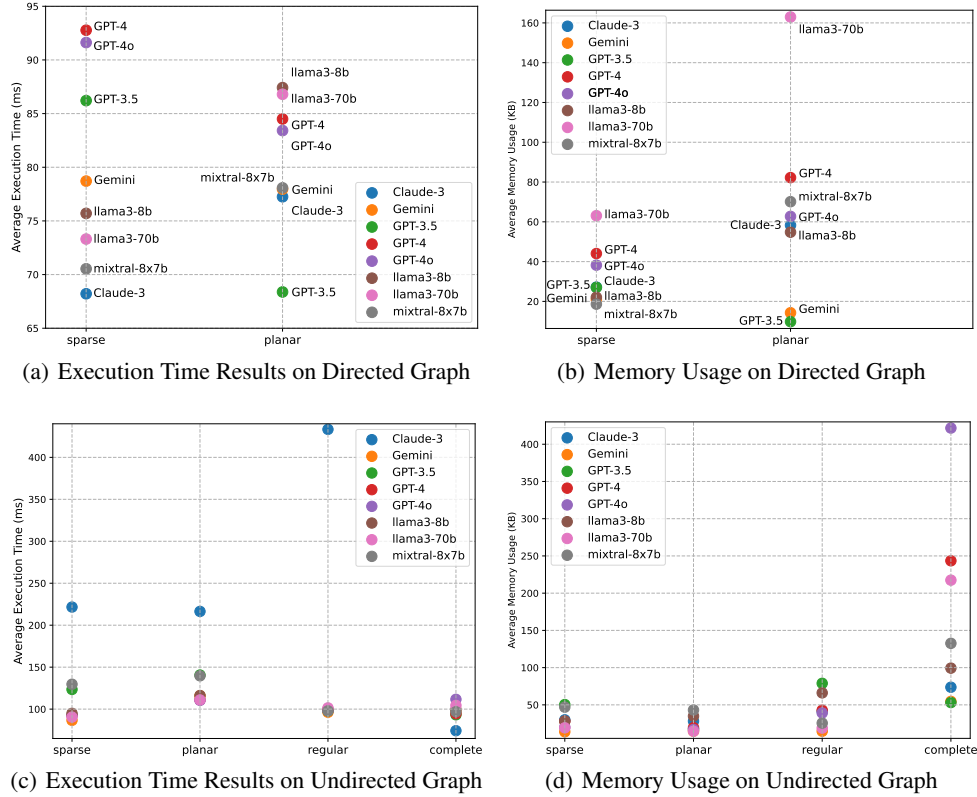 95
90
85
80
75
70
65
Average Execution Time (ms)
GPT-4
GPT-4o
GPT-3.5
Gemini
llama3-8b
llama3-70b
mixtral-8x7b
Claude-3
llama3-8b
llama3-70b
GPT-4
GPT-4o
mixtral-8x7b
Gemini
Claude-3
GPT-3.5
Claude-3
Gemini
GPT-3.5
GPT-4
GPT-4o
llama3-8b
llama3-70b
mixtral-8x7b
sparse
planar
(a) Execution Time Results on Directed Graph
160
140
120
100
80
60
40
20
Average Memory Usage (KB)
Claude-3
Gemini
GPT-3.5
GPT-4
GPT-4o
llama3-8b
llama3-70b
mixtral-8x7b
llama3-70b
GPT-4
GPT-4o
GPT-3.5
Claude-3
Gemini
llama3-8b
mixtral-8x7b
llama3-70b
GPT-4
mixtral-8x7b
GPT-4o
Claude-3
llama3-8b
Gemini
GPT-3.5
sparse
planar
(b) Memory Usage on Directed Graph
400
350
300
250
200
150
100
Average Execution Time (ms)
Claude-3
Gemini
GPT-3.5
GPT-4
GPT-4o
llama3-8b
llama3-70b
mixtral-8x7b
sparse
planar
regular
complete
(c) Execution Time Results on Undirected Graph
400
350
300
250
200
150
100
50
Average Memory Usage (KB)
Claude-3
Gemini
GPT-3.5
GPT-4
GPT-4o
llama3-8b
llama3-70b
mixtral-8x7b
sparse
planar
regular
complete
(d) Memory Usage on Undirected Graph